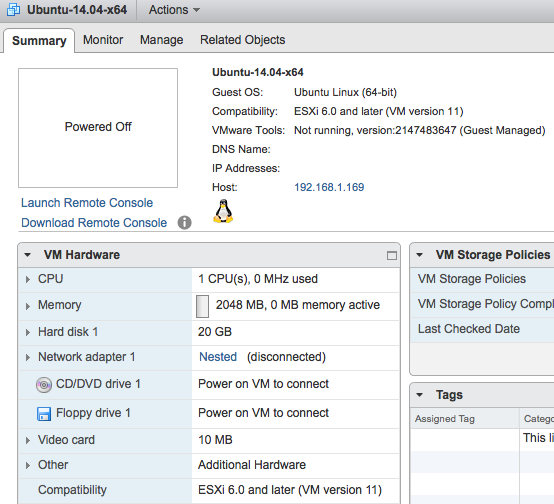 Ubuntu-14.04-x64 Actions
Summary Monitor Manage Related Objects
Powered Off
Launch Remote Console
Download Remote Console
Ubuntu-14.04-x64
Guest OS: Ubuntu Linux (64-bit)
Compatibility: ESXi 6.0 and later (VM version 11)
VMware Tools: Not running, version:2147483647 (Guest Managed)
DNS Name:
IP Addresses:
Host: 192.168.1.169
VM Hardware
CPU 1 CPU(s), 0 MHz used
Memory 2048 MB, 0 MB memory active
Hard disk 1 20 GB
Network adapter 1 Nested (disconnected)
CD/DVD drive 1 Power on VM to connect
Floppy drive 1 Power on VM to connect
Video card 10 MB
Other Additional Hardware
Compatibility ESXi 6.0 and later (VM version 11)
VM Storage Policies
VM Storage Policies
VM Storage Policy Compl
Last Checked Date
Tags
Assigned Tag Catego
This li